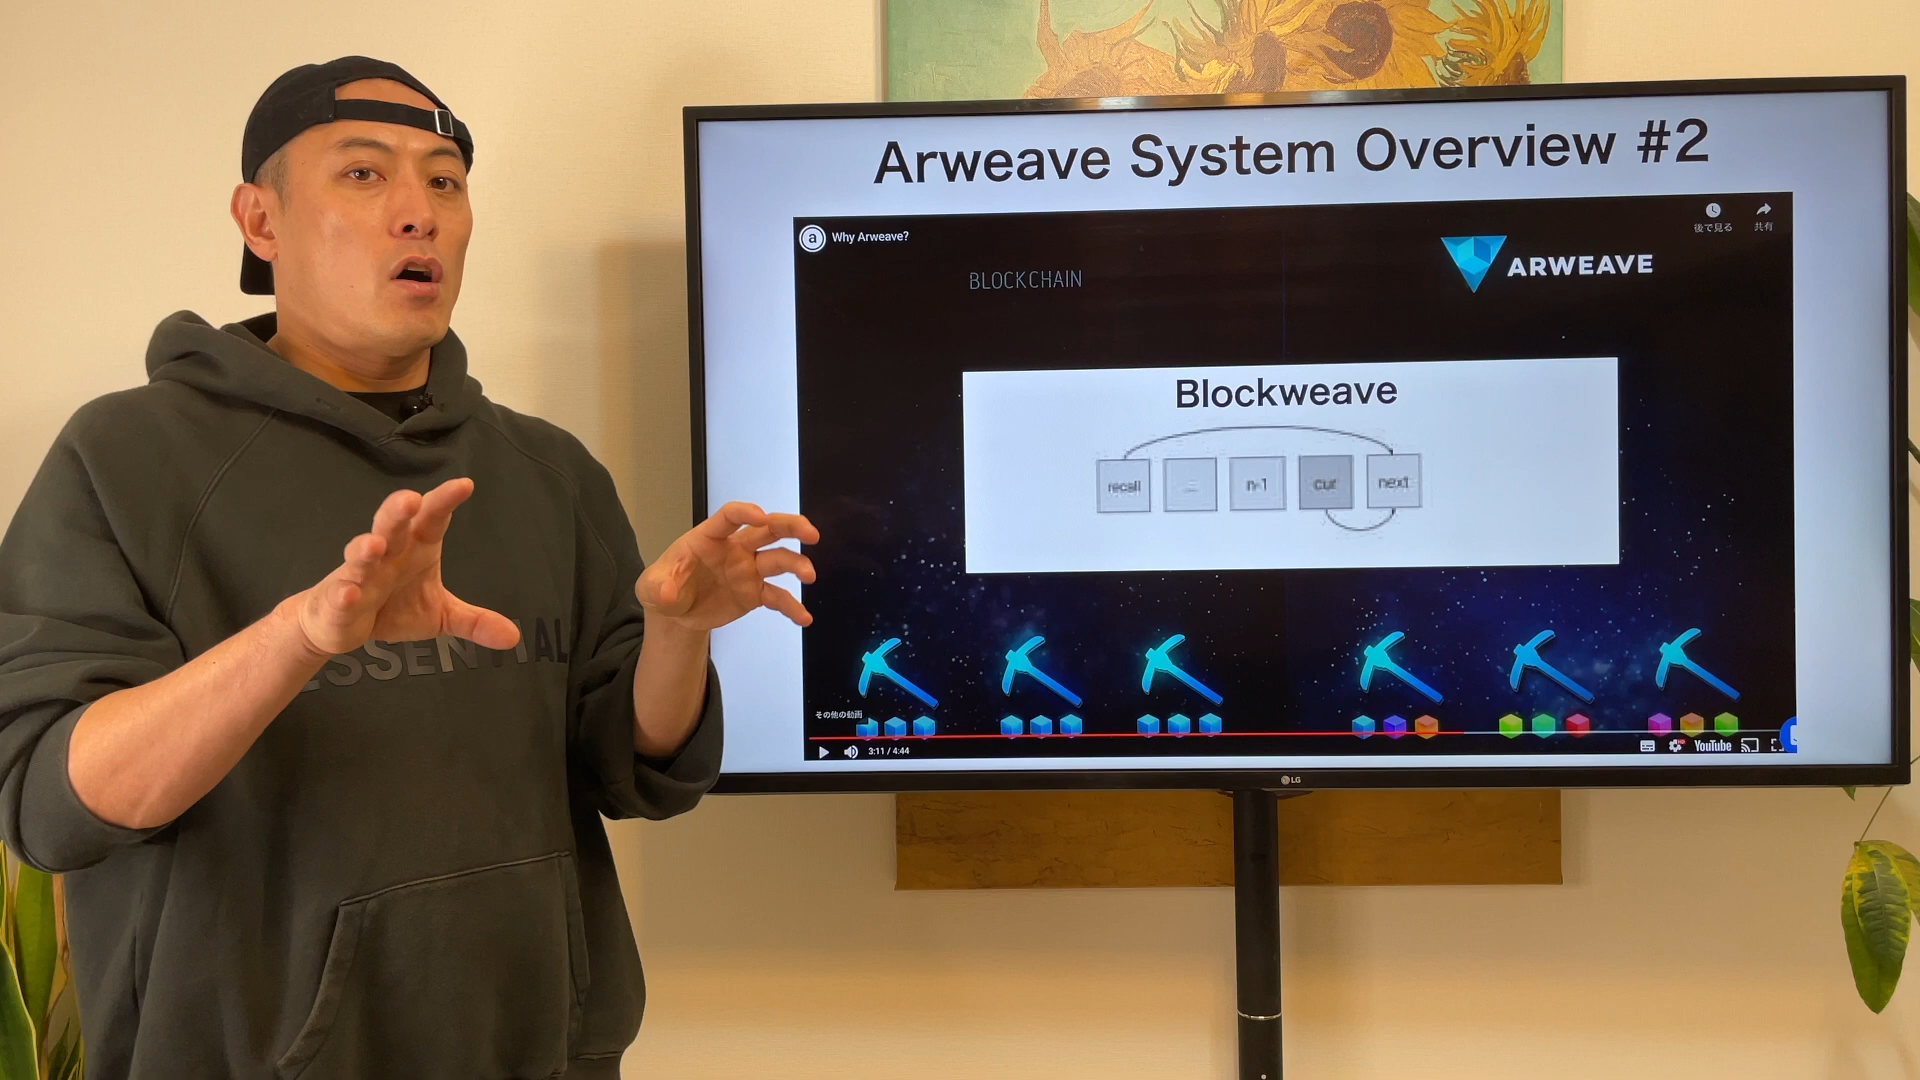 Arweave System Overview #2
a Why Arweave?
後で見る
共有
BLOCKCHAIN
ARWEAVE
Blockweave
recall
...
n-1
cur
next
ESSENTIAL
その他の動画
3:11 / 4:44
YouTube
LG